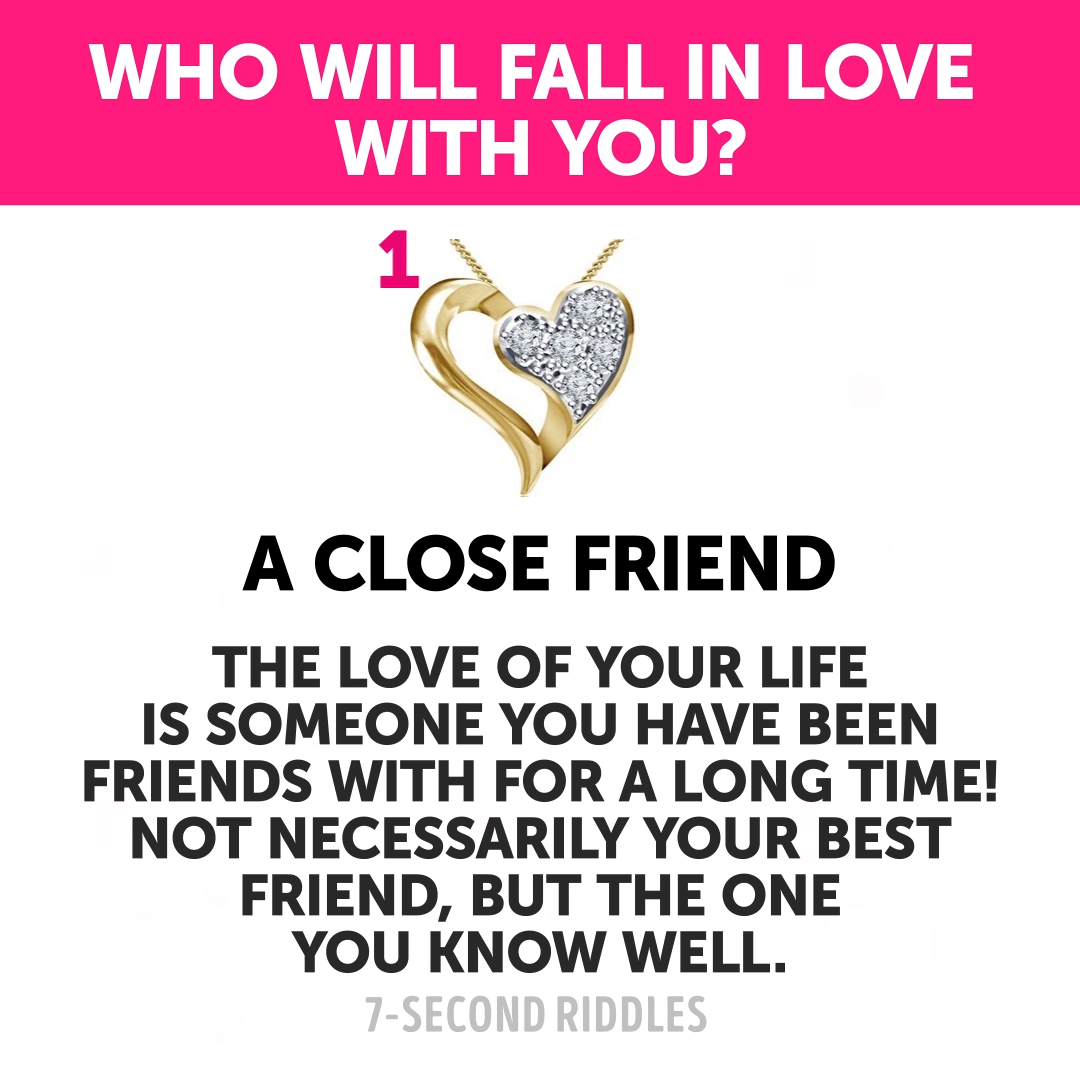 WHO WILL FALL IN LOVE
WITH YOU?
1
A CLOSE FRIEND
THE LOVE OF YOUR LIFE
IS SOMEONE YOU HAVE BEEN
FRIENDS WITH FOR A LONG TIME!
NOT NECESSARILY YOUR BEST
FRIEND, BUT THE ONE
YOU KNOW WELL.
7-SECOND RIDDLES